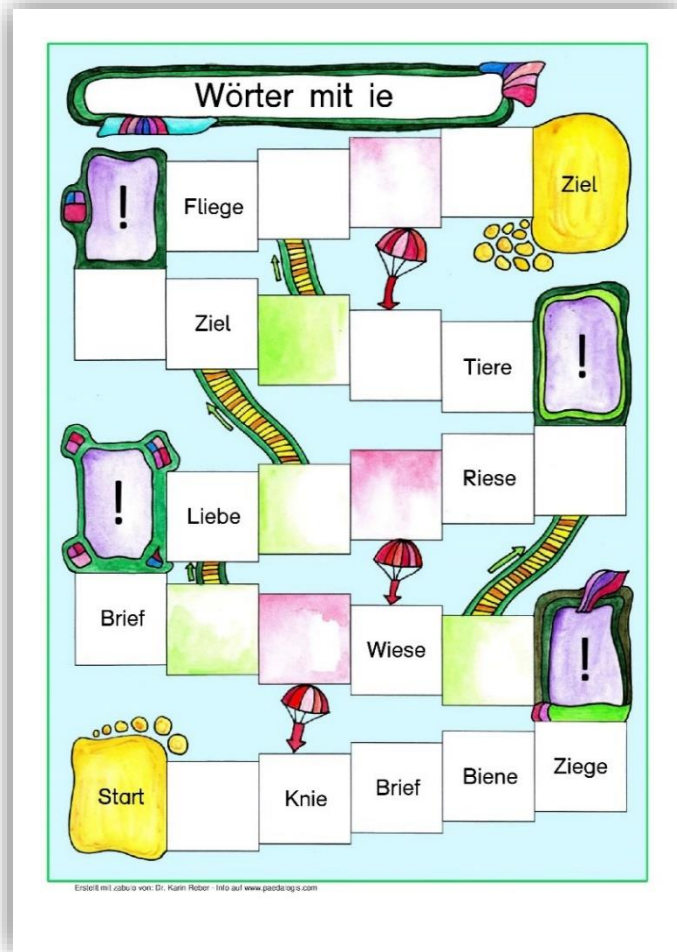 Wörter mit ie
! Fliege Ziel
Ziel Tiere !
! Liebe Riese
Brief Wiese !
Start Knie Brief Biene Ziege
Erstellt mit zabulo von: Dr. Karin Reber - Info auf www.paedalogis.com